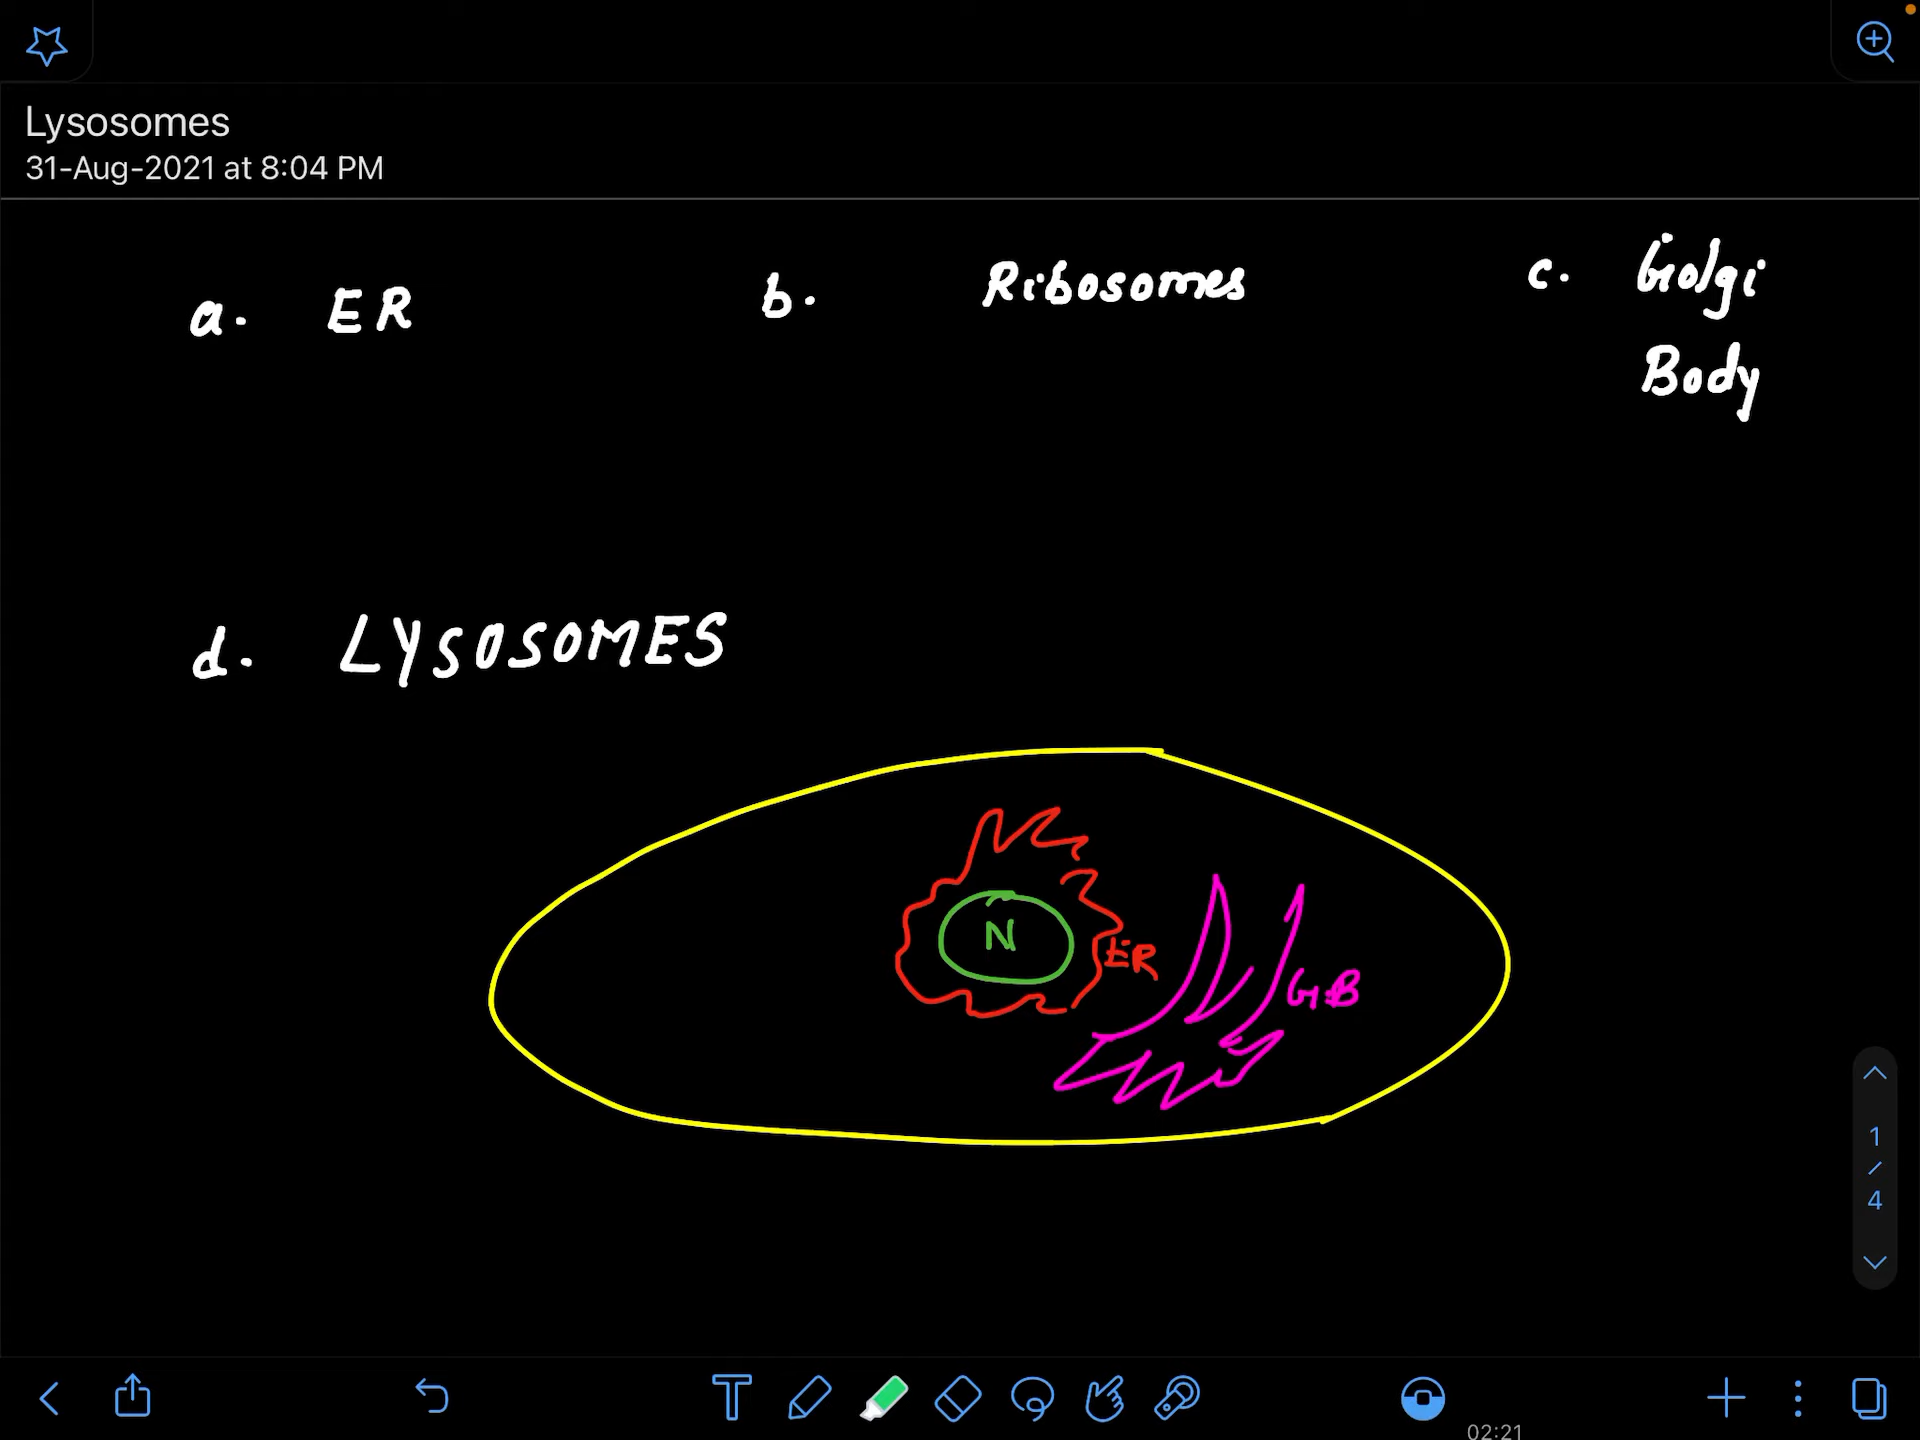 Lysosomes
31-Aug-2021 at 8:04 PM
a. ER
b. Ribosomes
c. Golgi
Body
d. LYSOSOMES
N
ER
GB
1
/
4
02:21